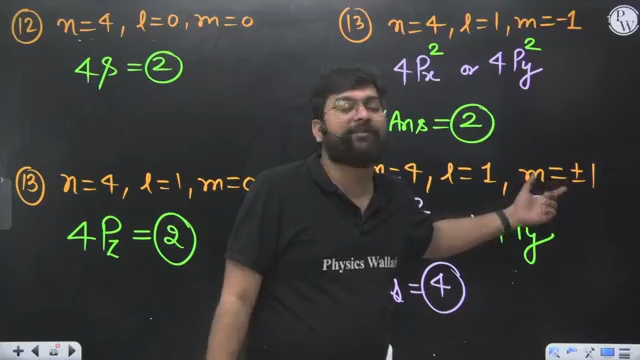 (12) n=4, l=0, m=0
4s = 2
(13) n=4, l=1, m=0
4Pz = 2
(13) n=4, l=1, m=-1
4Px² or 4Py²
Ans = 2
=4, l=1, m=±1
2
Py
s = 4
Physics Wallah
PW